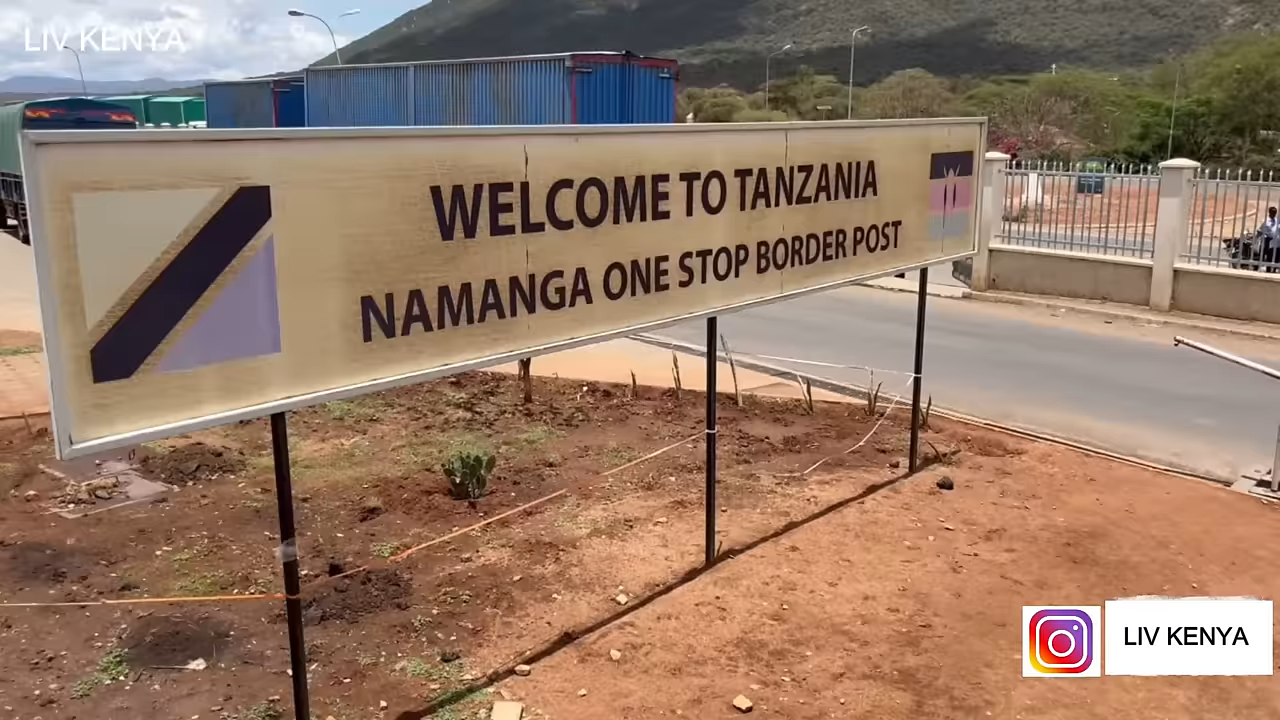 LIV KENYA
WELCOME TO TANZANIA
NAMANGA ONE STOP BORDER POST
LIV KENYA